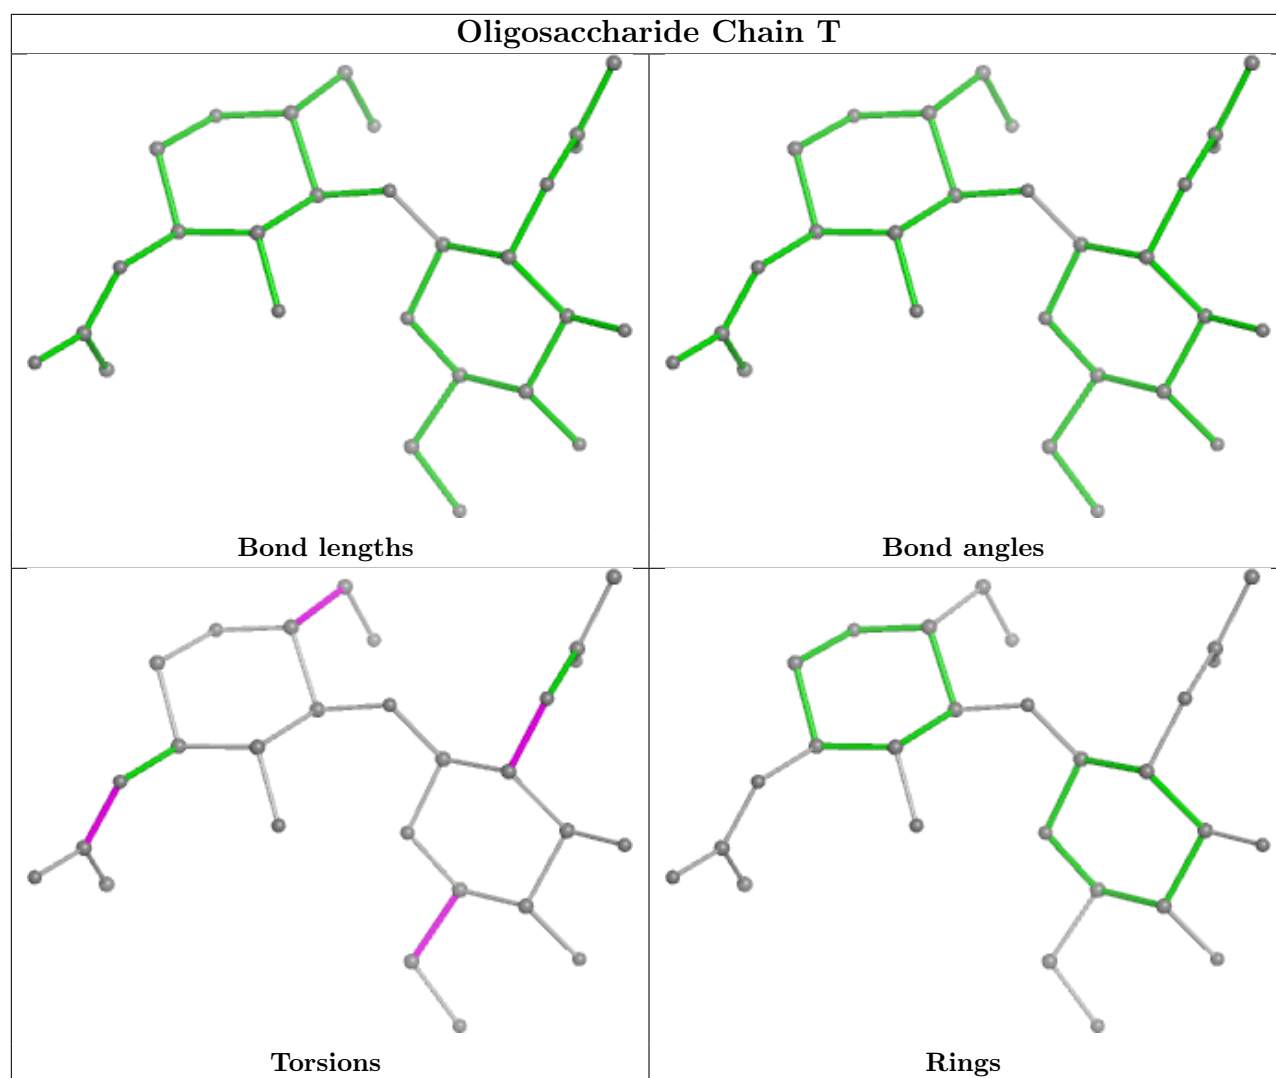 Oligosaccharide Chain T
Bond lengths
Bond angles
Torsions
Rings